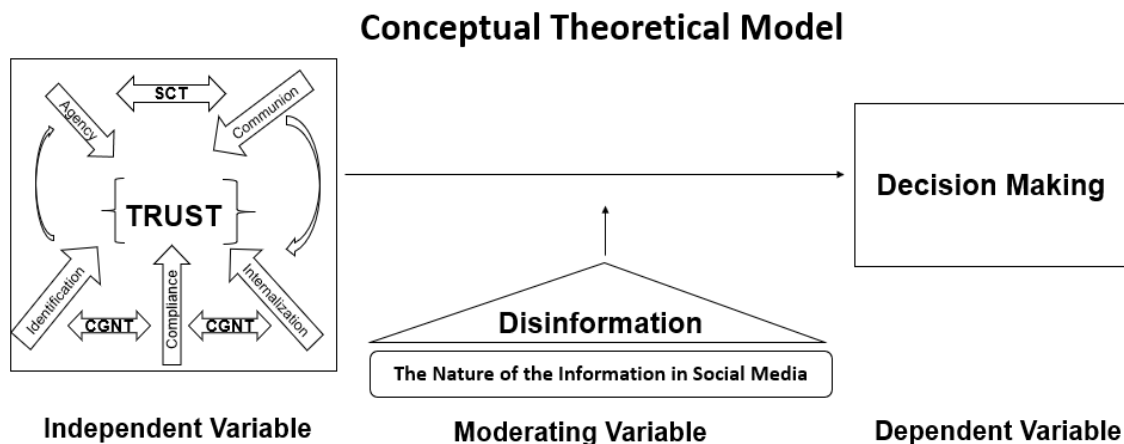 Conceptual Theoretical Model
SCT
Agency
Communion
TRUST
Identification
Compliance
Internalization
CGNT
CGNT
Decision Making
Disinformation
The Nature of the Information in Social Media
Independent Variable
Moderating Variable
Dependent Variable